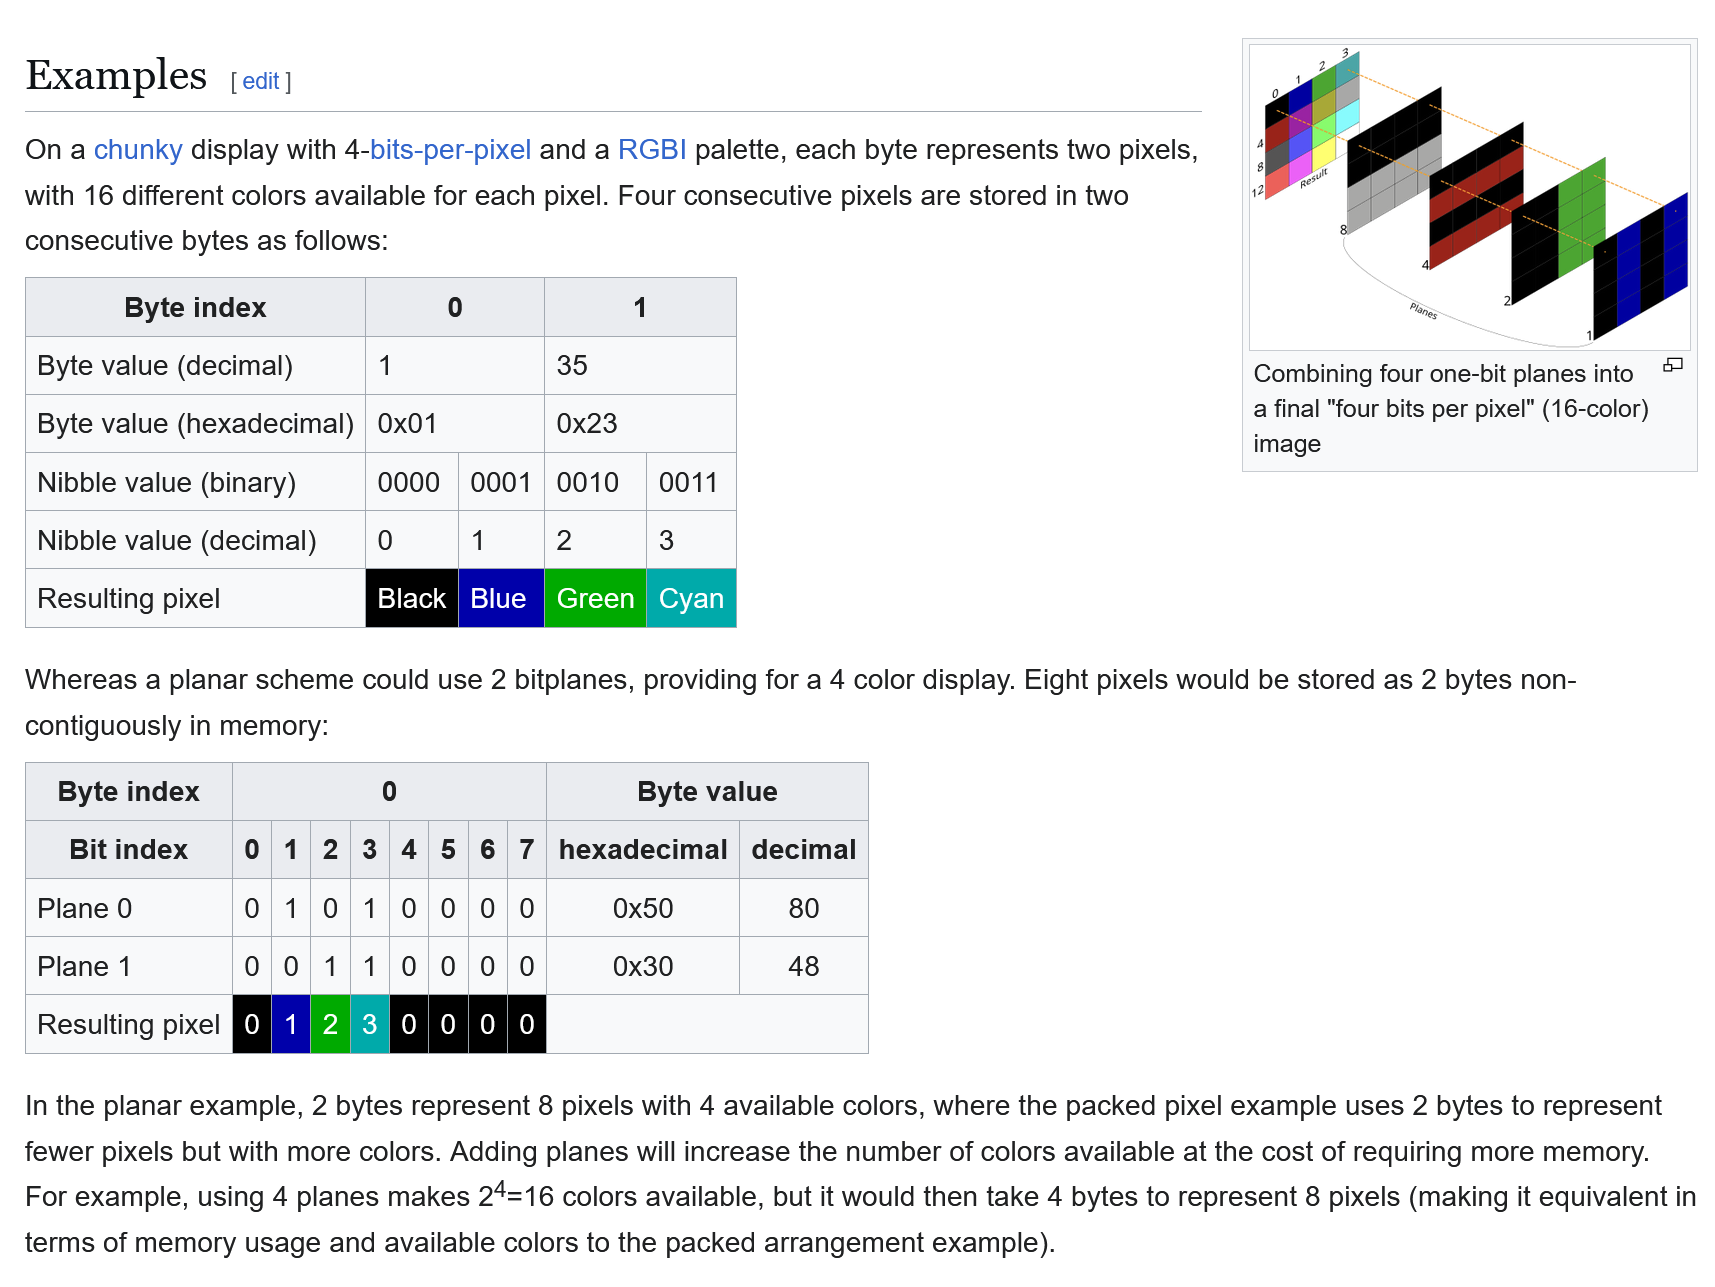 Examples [ edit ]
On a chunky display with 4-bits-per-pixel and a RGBI palette, each byte represents two pixels,
with 16 different colors available for each pixel. Four consecutive pixels are stored in two
consecutive bytes as follows:
Byte index 0 1
Byte value (decimal) 1 35
Byte value (hexadecimal) 0x01 0x23
Nibble value (binary) 0000 0001 0010 0011
Nibble value (decimal) 0 1 2 3
Resulting pixel Black Blue Green Cyan
0 1 2 3
4
8
12
Result
8
4
2
1
Planes
Combining four one-bit planes into
a final "four bits per pixel" (16-color)
image
Whereas a planar scheme could use 2 bitplanes, providing for a 4 color display. Eight pixels would be stored as 2 bytes non-
contiguously in memory:
Byte index 0 Byte value
Bit index 0 1 2 3 4 5 6 7 hexadecimal decimal
Plane 0 0 1 0 1 0 0 0 0 0x50 80
Plane 1 0 0 1 1 0 0 0 0 0x30 48
Resulting pixel 0 1 2 3 0 0 0 0
In the planar example, 2 bytes represent 8 pixels with 4 available colors, where the packed pixel example uses 2 bytes to represent
fewer pixels but with more colors. Adding planes will increase the number of colors available at the cost of requiring more memory.
For example, using 4 planes makes 2⁴=16 colors available, but it would then take 4 bytes to represent 8 pixels (making it equivalent in
terms of memory usage and available colors to the packed arrangement example).